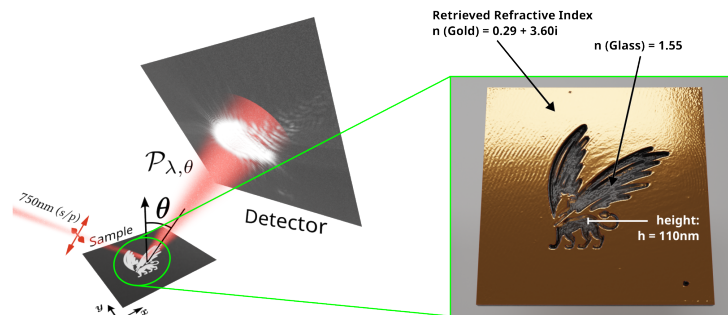 Retrieved Refractive Index
n (Gold) = 0.29 + 3.60i
n (Glass) = 1.55
𝒫λ,θ
750nm (s/p)
θ
Sample
Detector
height:
h = 110nm
y